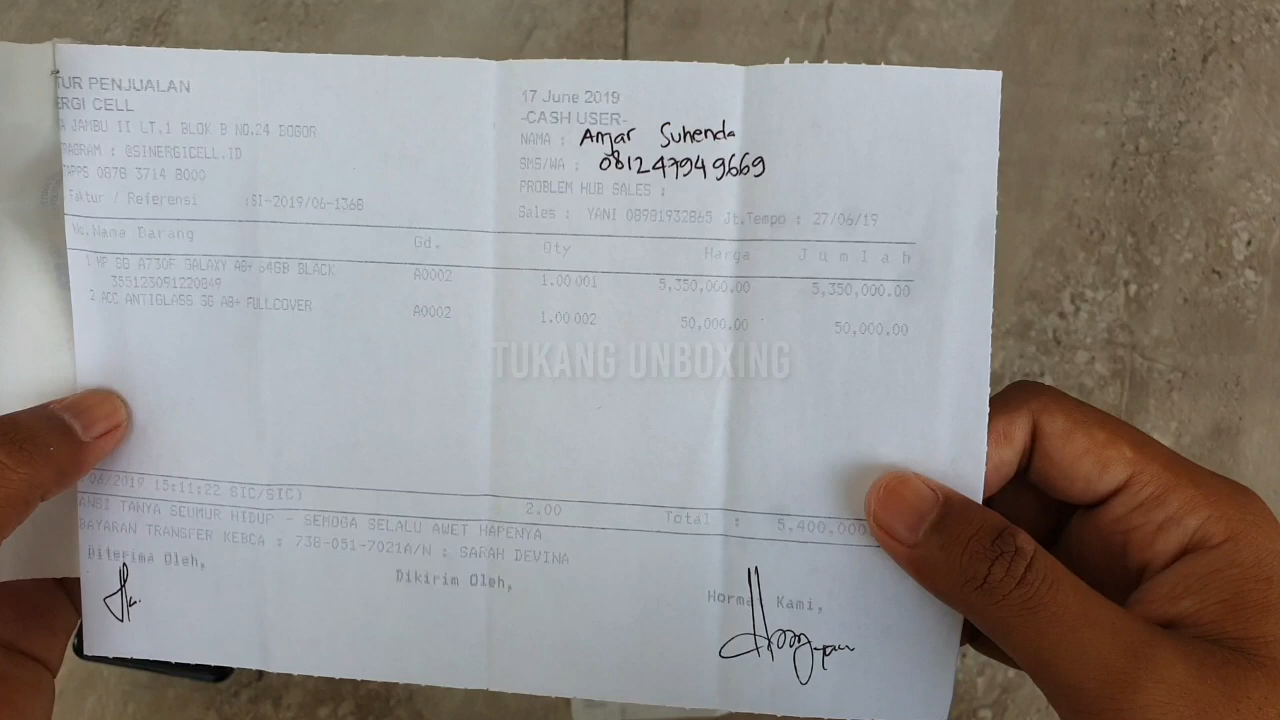 TUR PENJUALAN
ERGI CELL
JAMBU II LT.1 BLOK B NO.24 BOGOR
AGRAM : @SINERGICELL.ID
TAPPS 0878 3714 8000
Faktur / Referensi :SI-2019/06-1368
17 June 2019
-CASH USER-
NAMA : Anjar Suhenda
SMS/WA : 081247949669
PROBLEM HUB SALES :
Sales : YANI 08981932865 Jt.Tempo : 27/06/19
No.Nama Barang Gd. Qty Harga Jumlah
1 HP SG A730F GALAXY A8+ 64GB BLACK A0002 1.00 001 5,350,000.00 5,350,000.00
355123091220849
2 ACC ANTIGLASS SG A8+ FULLCOVER A0002 1.00 002 50,000.00 50,000.00
TUKANG UNBOXING
06/2019 15:11:22 SIC/SIC) 2.00 Total : 5,400,000
ANSI TANYA SEUMUR HIDUP - SEMOGA SELALU AWET HAPENYA
BAYARAN TRANSFER KEBCA : 738-051-7021A/N : SARAH DEVINA
Diterima Oleh, Dikirim Oleh, Hormat Kami,